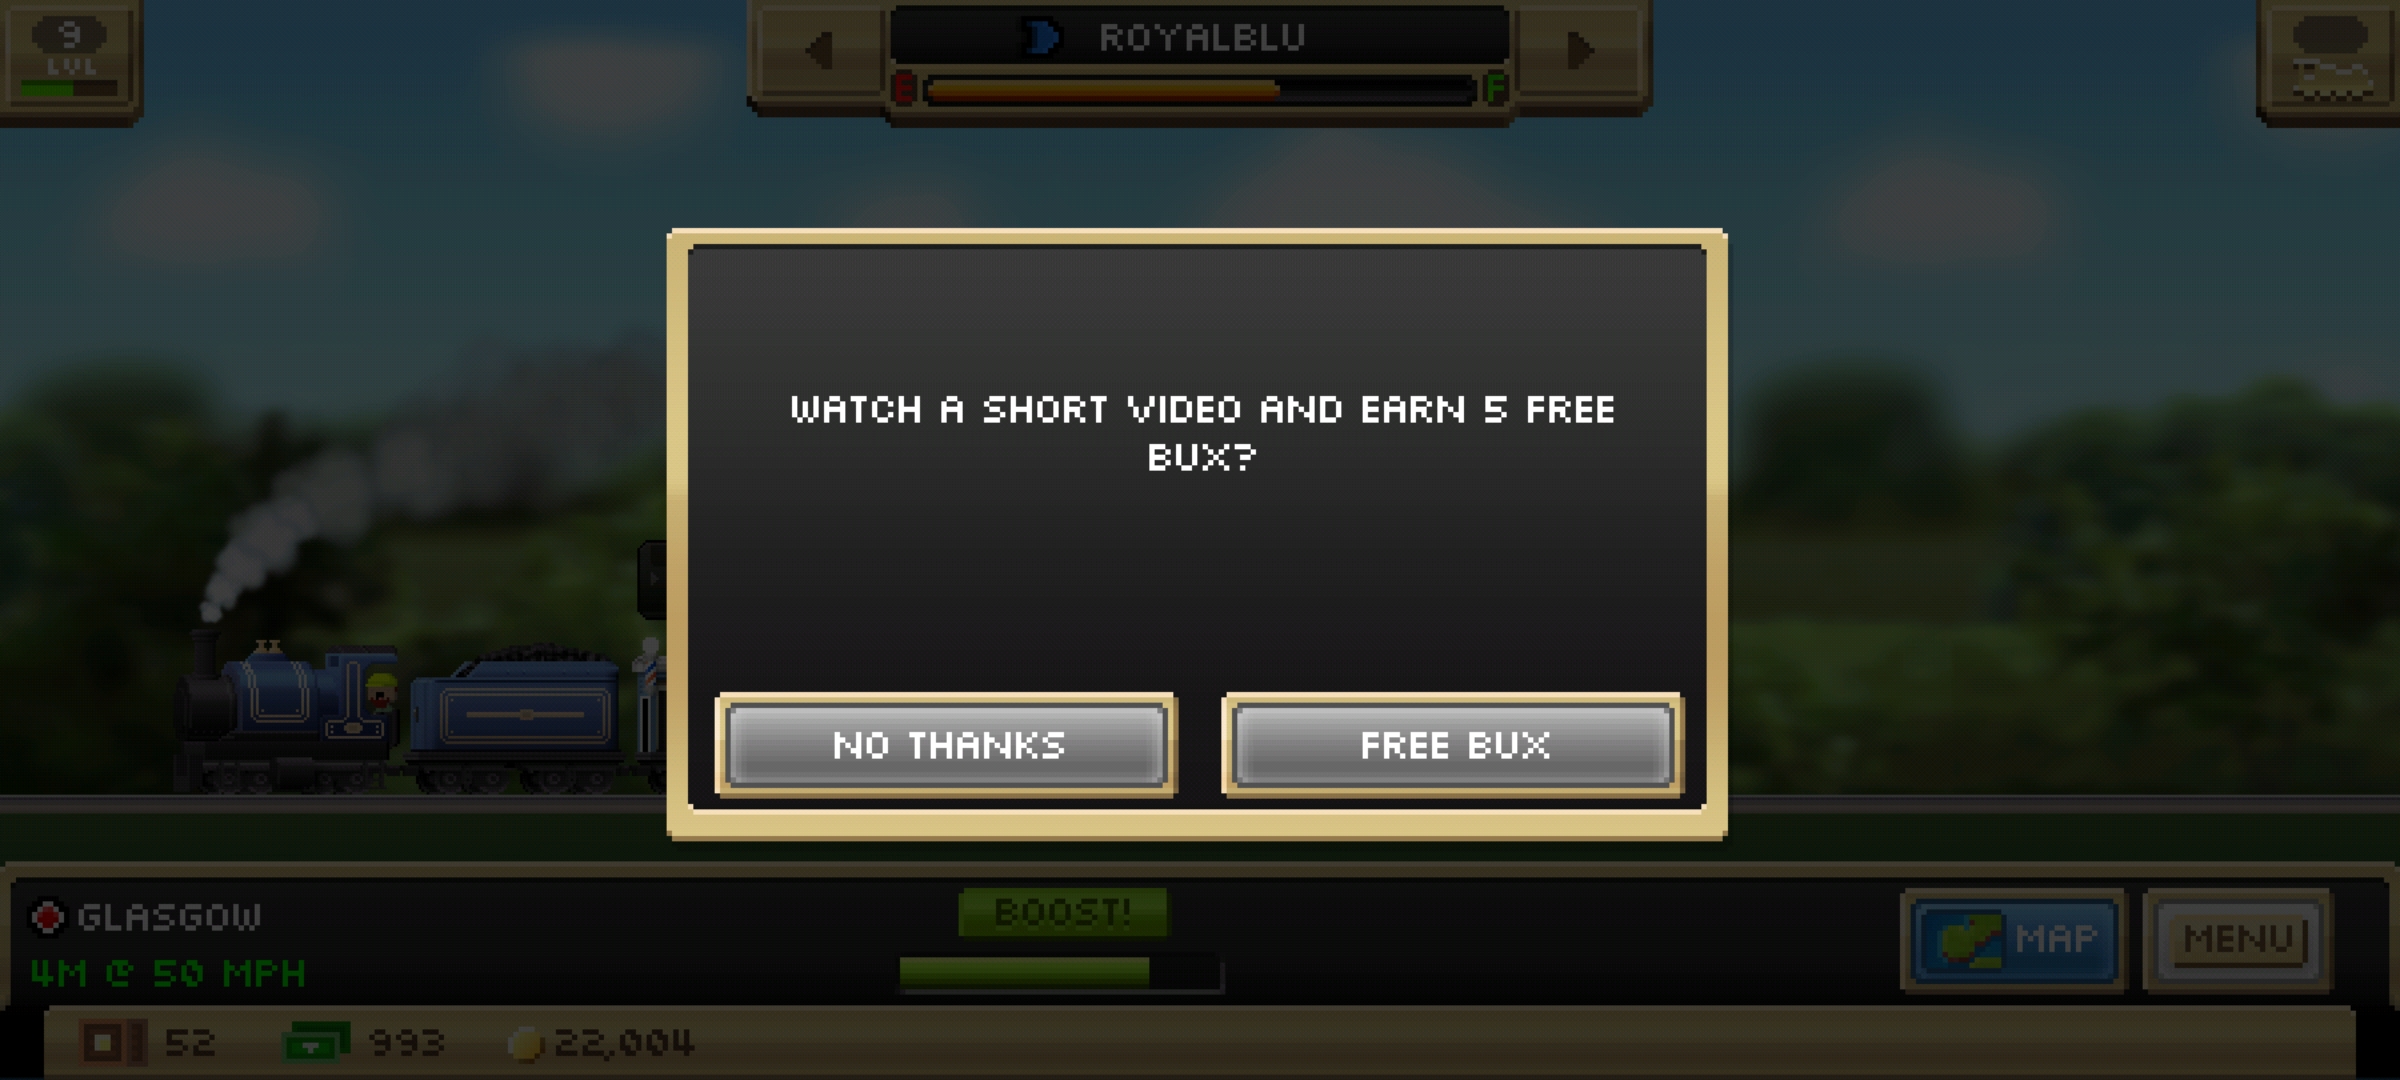 9
LVL
ROYALBLU
E F
WATCH A SHORT VIDEO AND EARN 5 FREE
BUX?
NO THANKS
FREE BUX
GLASGOW
4M @ 50 MPH
BOOST!
MAP
MENU
52
993
22,004